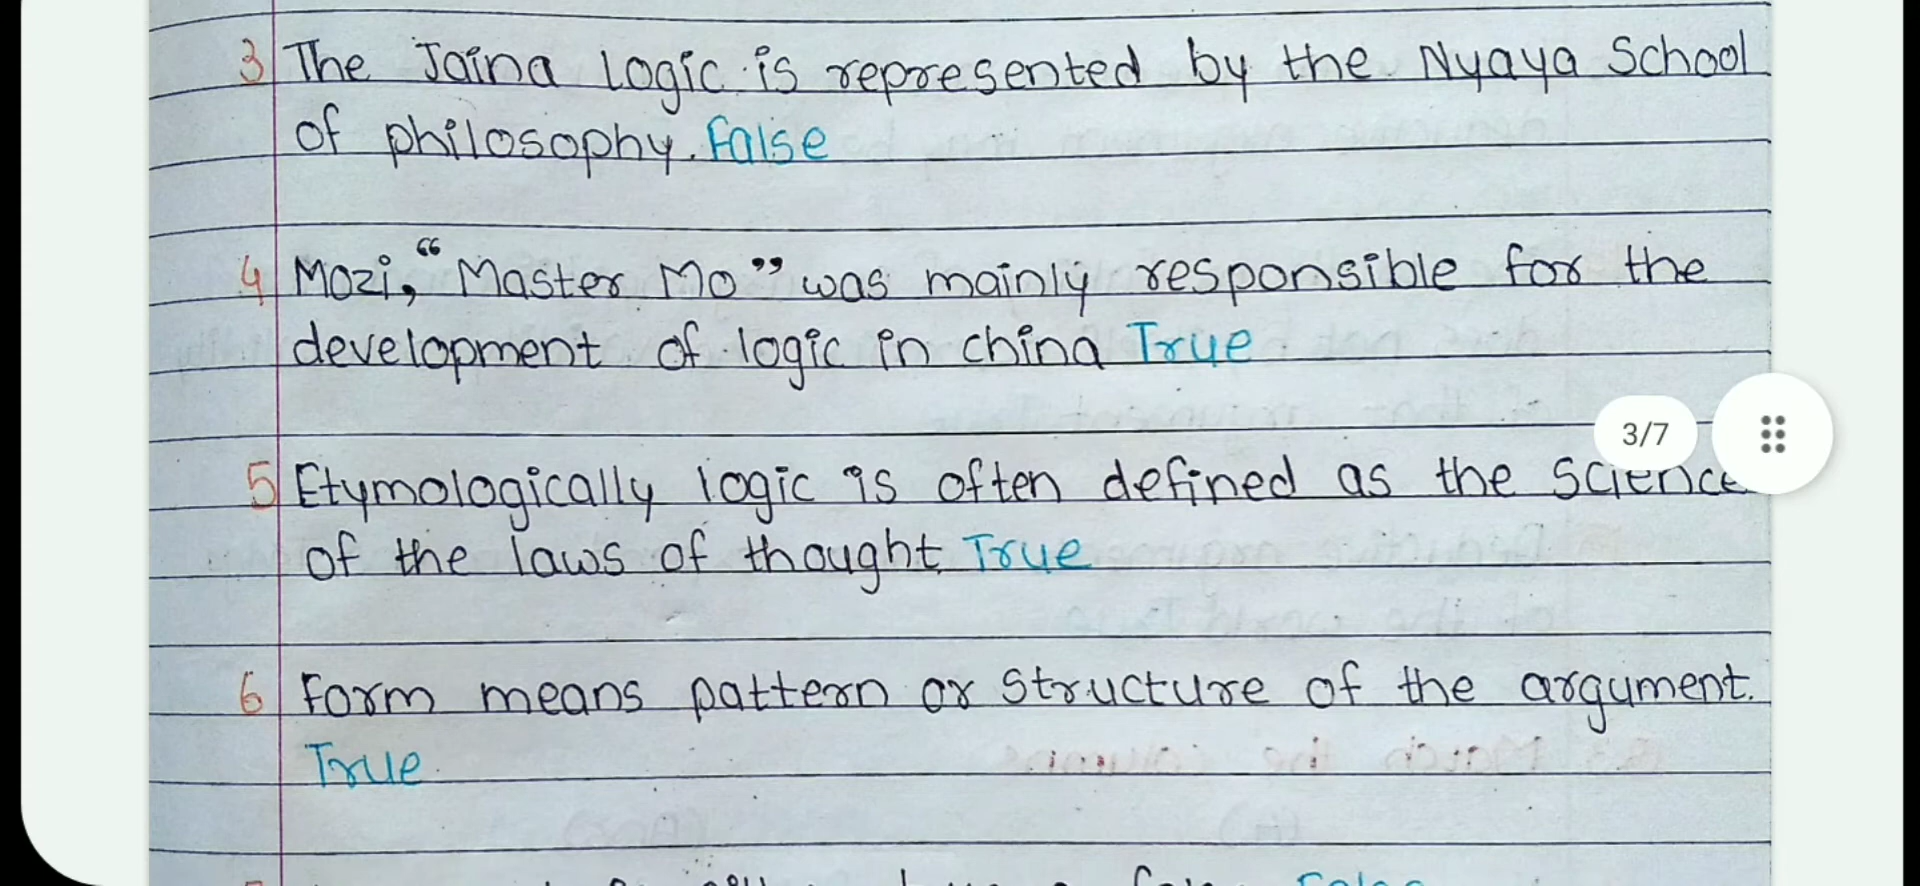 3 The Jaina logic is represented by the Nyaya School
of philosophy. False
4 Mozi, "Master Mo" was mainly responsible for the
development of logic in china True
3/7
5 Etymologically logic is often defined as the science
of the laws of thought True
6 Form means pattern or structure of the argument.
True